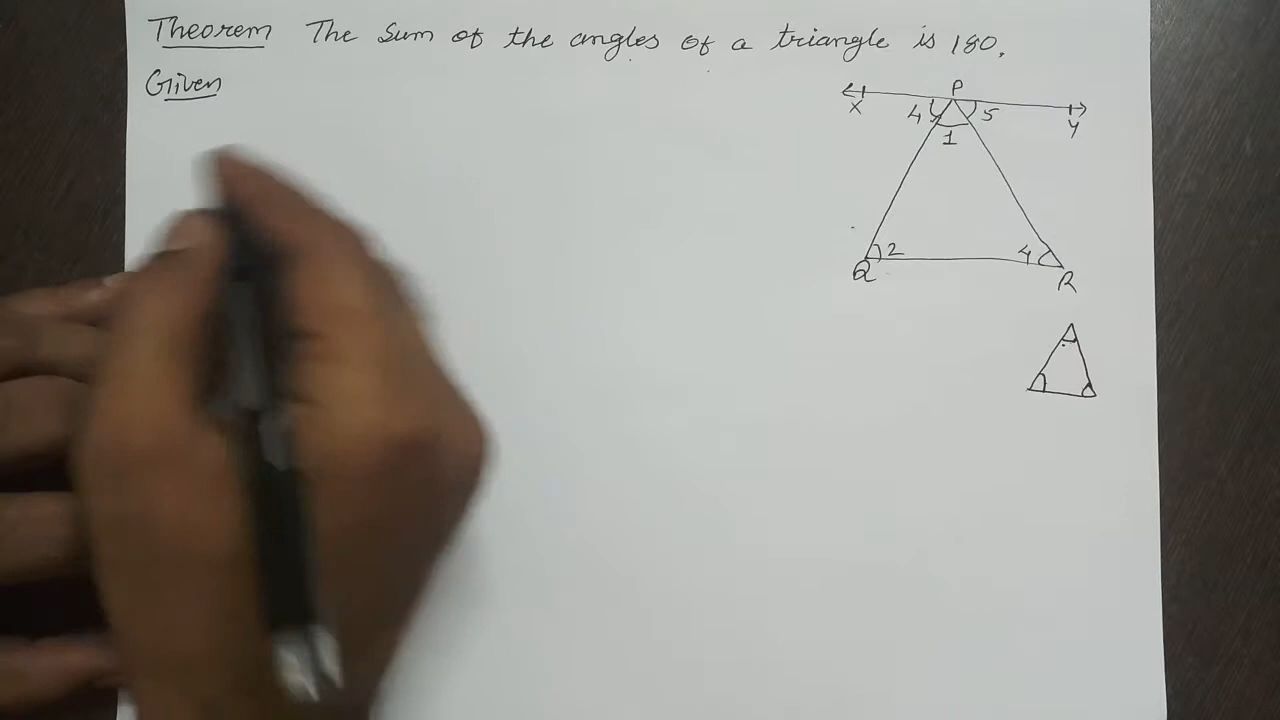 Theorem The Sum of the angles of a triangle is 180.
Given
P
X 4 5 Y
1
2 4
Q R